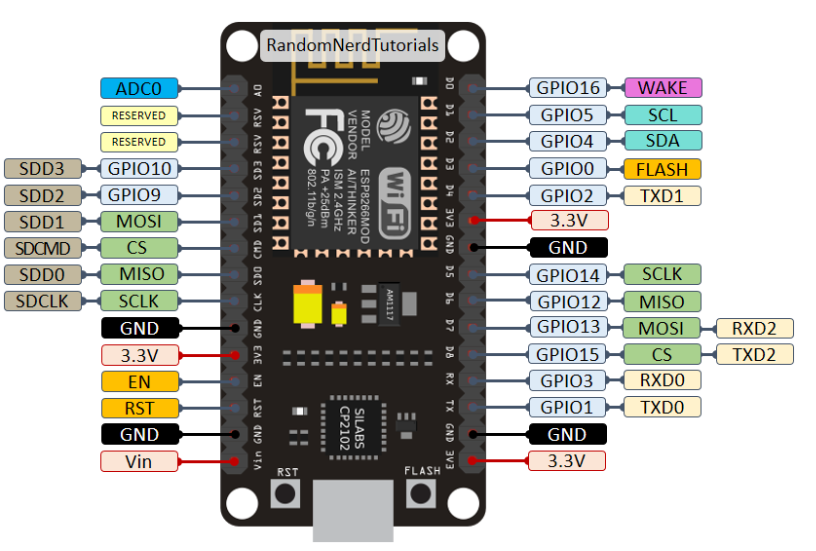 RandomNerdTutorials
ADC0
RESERVED
RESERVED
SDD3 GPIO10
SDD2 GPIO9
SDD1 MOSI
SDCMD CS
SDD0 MISO
SDCLK SCLK
GND
3.3V
EN
RST
GND
Vin
A0
RSV
RSV
SD3
SD2
SD1
CMD
SD0
CLK
GND
3V3
EN
RST
GND
Vin
MODEL ESP8266MOD
VENDOR AI/THINKER
ISM 2.4GHz
PA +25dBm
802.11b/g/n
FC
WiFi
AM1117
SILABS
CP2102
RST
FLASH
D0
D1
D2
D3
D4
3V3
GND
D5
D6
D7
D8
RX
TX
GND
3V3
GPIO16 WAKE
GPIO5 SCL
GPIO4 SDA
GPIO0 FLASH
GPIO2 TXD1
3.3V
GND
GPIO14 SCLK
GPIO12 MISO
GPIO13 MOSI RXD2
GPIO15 CS TXD2
GPIO3 RXD0
GPIO1 TXD0
GND
3.3V